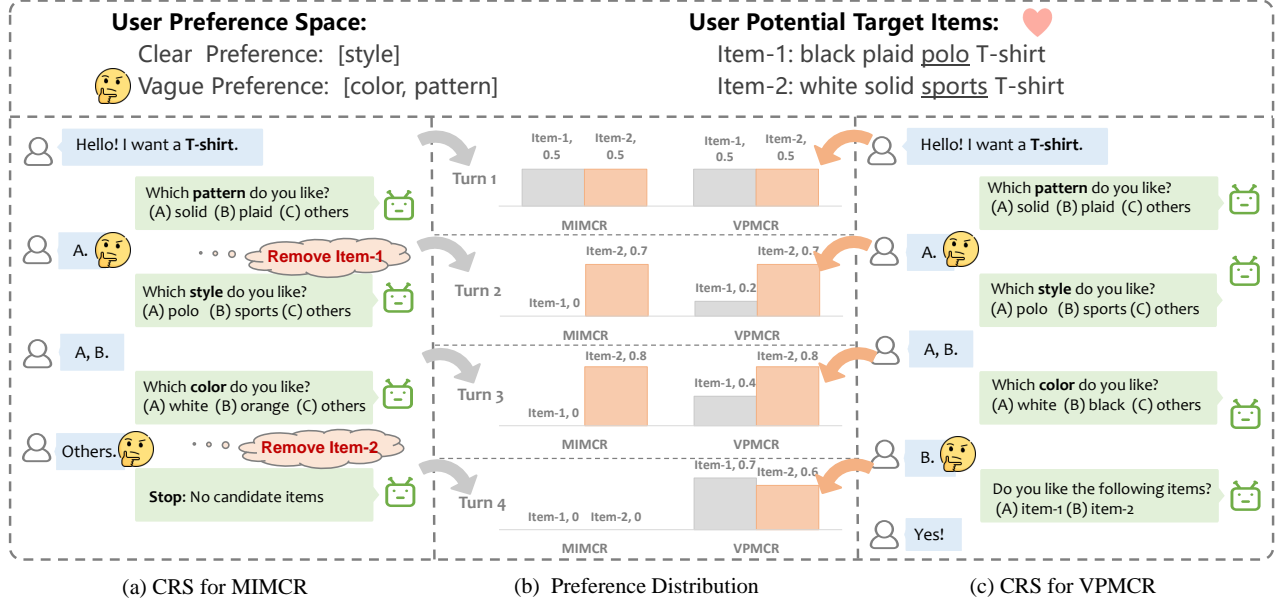 User Preference Space:
Clear Preference: [style]
Vague Preference: [color, pattern]
User Potential Target Items:
Item-1: black plaid polo T-shirt
Item-2: white solid sports T-shirt
Hello! I want a T-shirt.
Which pattern do you like?
(A) solid (B) plaid (C) others
A.
Remove Item-1
Which style do you like?
(A) polo (B) sports (C) others
A, B.
Which color do you like?
(A) white (B) orange (C) others
Others.
Remove Item-2
Stop: No candidate items
(a) CRS for MIMCR
Turn 1
Item-1, 0.5
Item-2, 0.5
Item-1, 0.5
Item-2, 0.5
MIMCR
VPMCR
Turn 2
Item-1, 0
Item-2, 0.7
Item-1, 0.2
Item-2, 0.7
MIMCR
VPMCR
Turn 3
Item-1, 0
Item-2, 0.8
Item-1, 0.4
Item-2, 0.8
MIMCR
VPMCR
Turn 4
Item-1, 0
Item-2, 0
Item-1, 0.7
Item-2, 0.6
MIMCR
VPMCR
(b) Preference Distribution
Hello! I want a T-shirt.
Which pattern do you like?
(A) solid (B) plaid (C) others
A.
Which style do you like?
(A) polo (B) sports (C) others
A, B.
Which color do you like?
(A) white (B) black (C) others
B.
Do you like the following items?
(A) item-1 (B) item-2
Yes!
(c) CRS for VPMCR